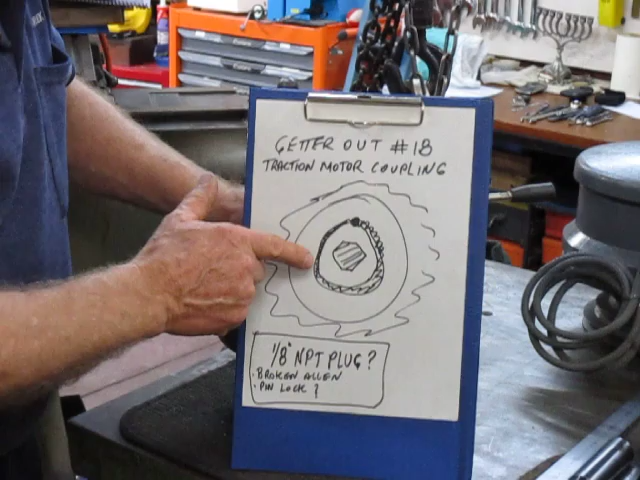 GETTER OUT #18
TRACTION MOTOR COUPLING
1/8" NPT PLUG?
· BROKEN ALLEN
· PIN LOCK ?